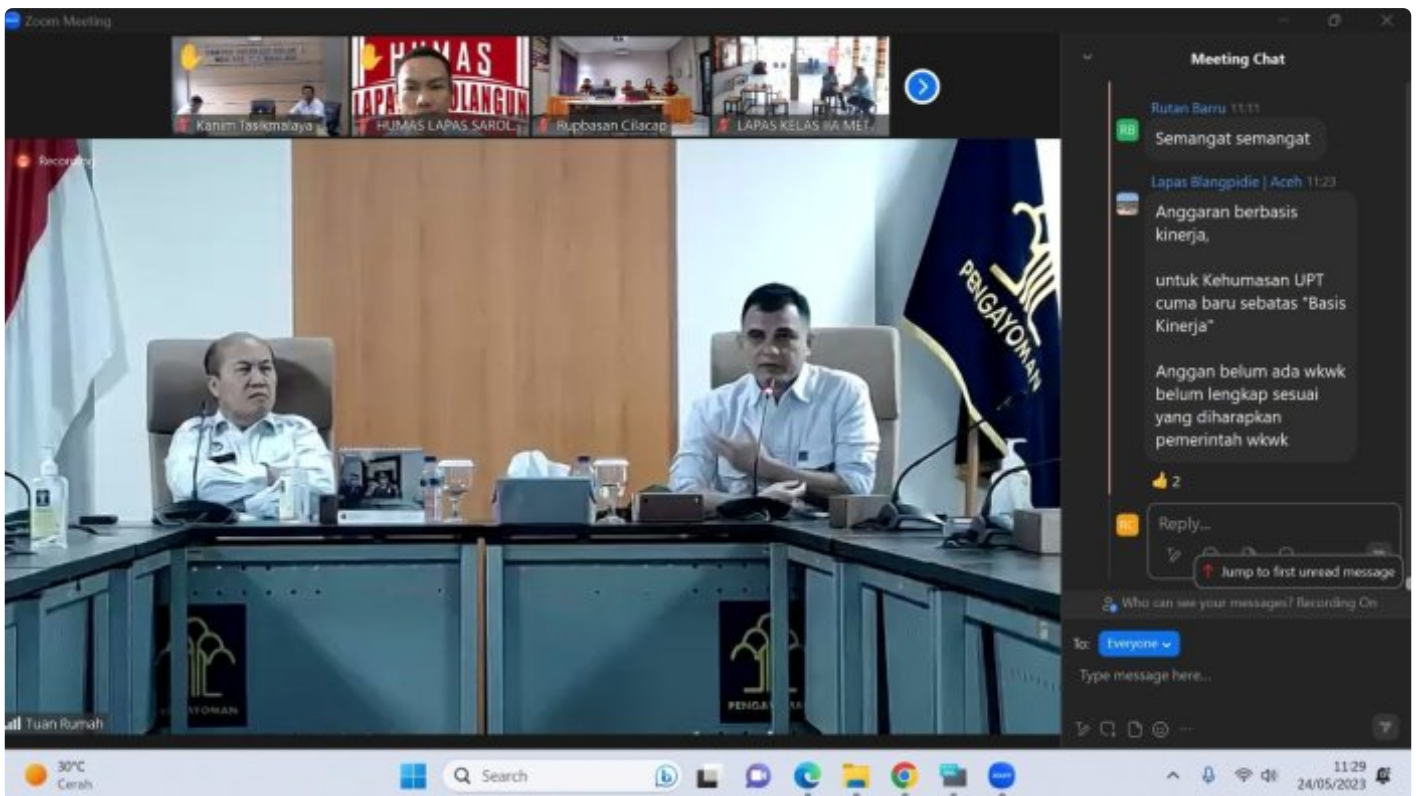 Zoom Meeting
HUMAS
Kanim Tasikmalaya
HUMAS LAPAS SAROL...
Rupbasan Cilacap
LAPAS KELAS IIA MET...
Recording
PENGAYOMAN
PENGAYOMAN
Tuan Rumah
Meeting Chat
Rutan Barru 11:11
RB
Semangat semangat
Lapas Blangpidie | Aceh 11:23
Anggaran berbasis
kinerja,
untuk Kehumasan UPT
cuma baru sebatas "Basis
Kinerja"
Anggan belum ada wkwk
belum lengkap sesuai
yang diharapkan
pemerintah wkwk
2
RC
Reply...
Jump to first unread message
Who can see your messages? Recording On
To: Everyone
Type message here...
30°C
Cerah
Search
11:29
24/05/2023